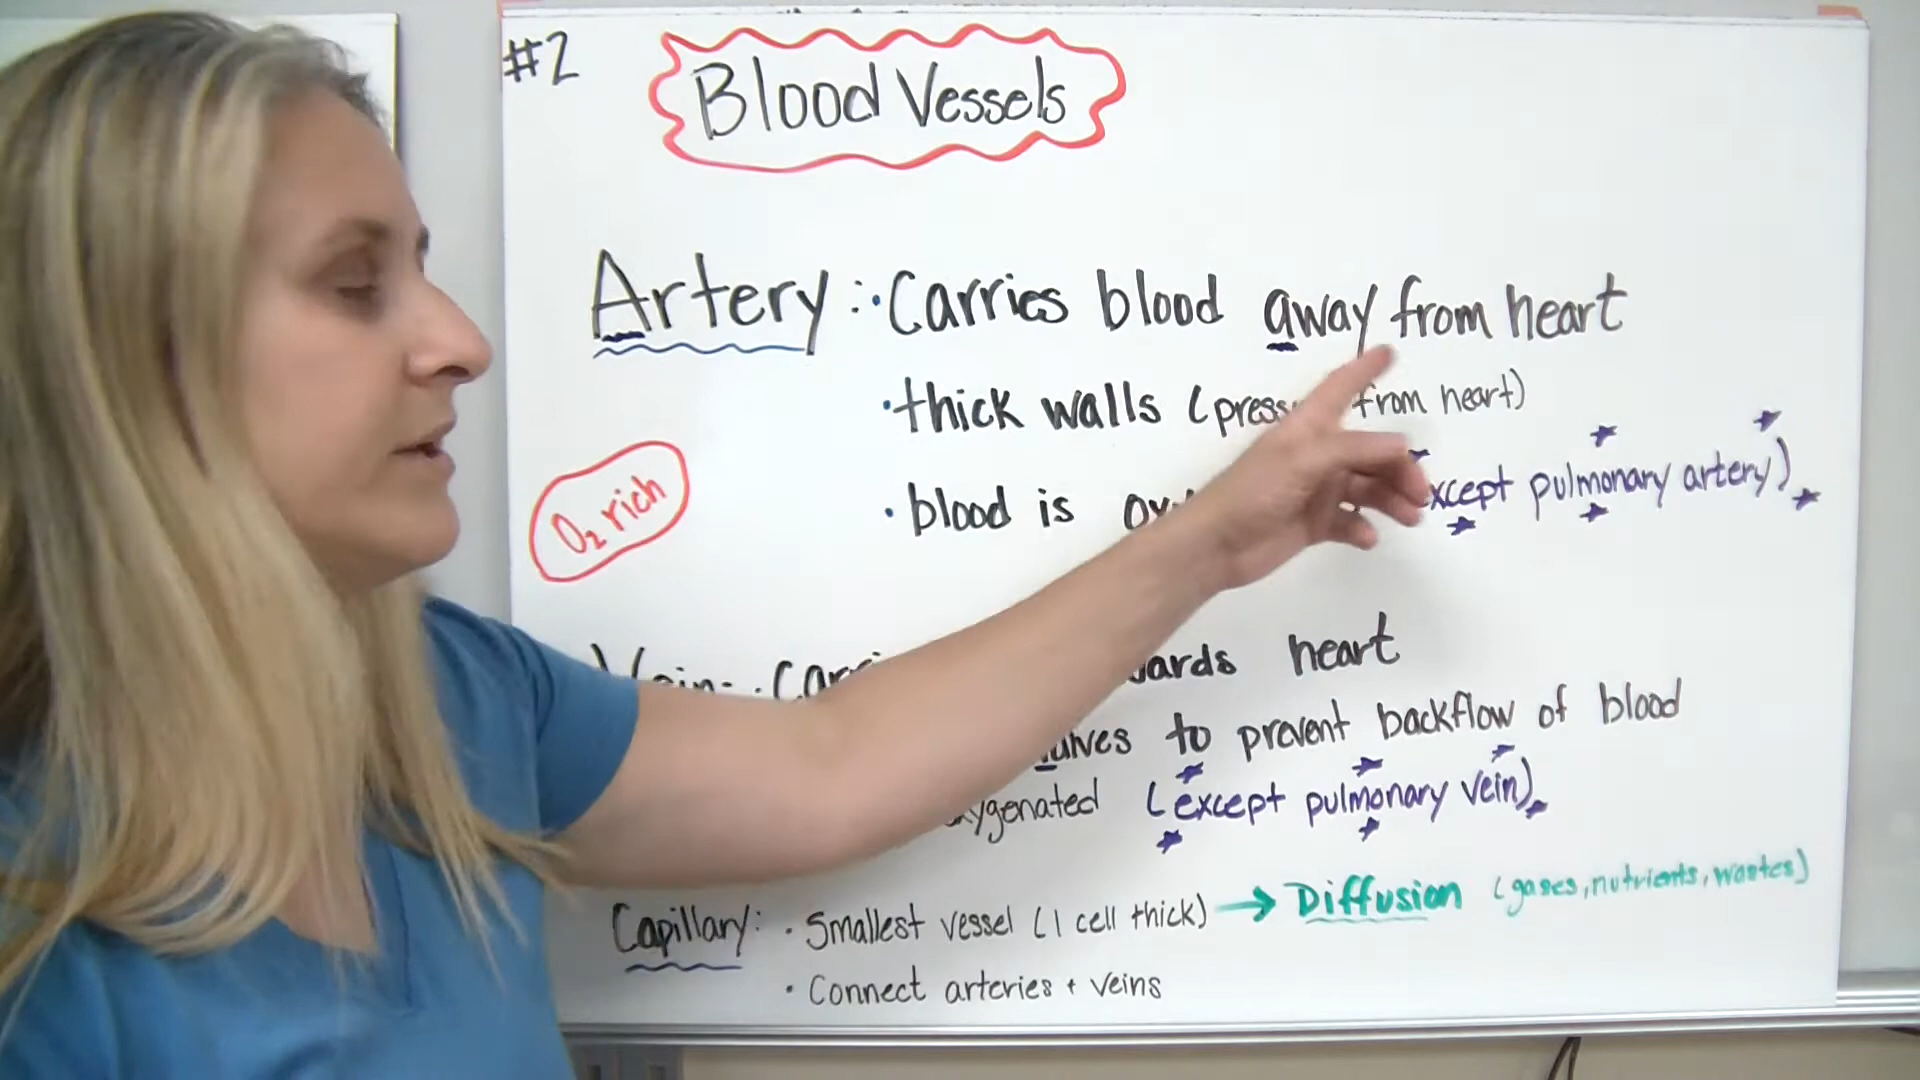 #2
Blood Vessels
Artery: • Carries blood away from heart
• thick walls (press from heart)
• blood is except pulmonary artery)
O₂ rich
heart
to prevent backflow of blood
(except pulmonary vein)
Capillary: • Smallest vessel (1 cell thick) → Diffusion (gases, nutrients, wastes)
• Connect arteries + veins